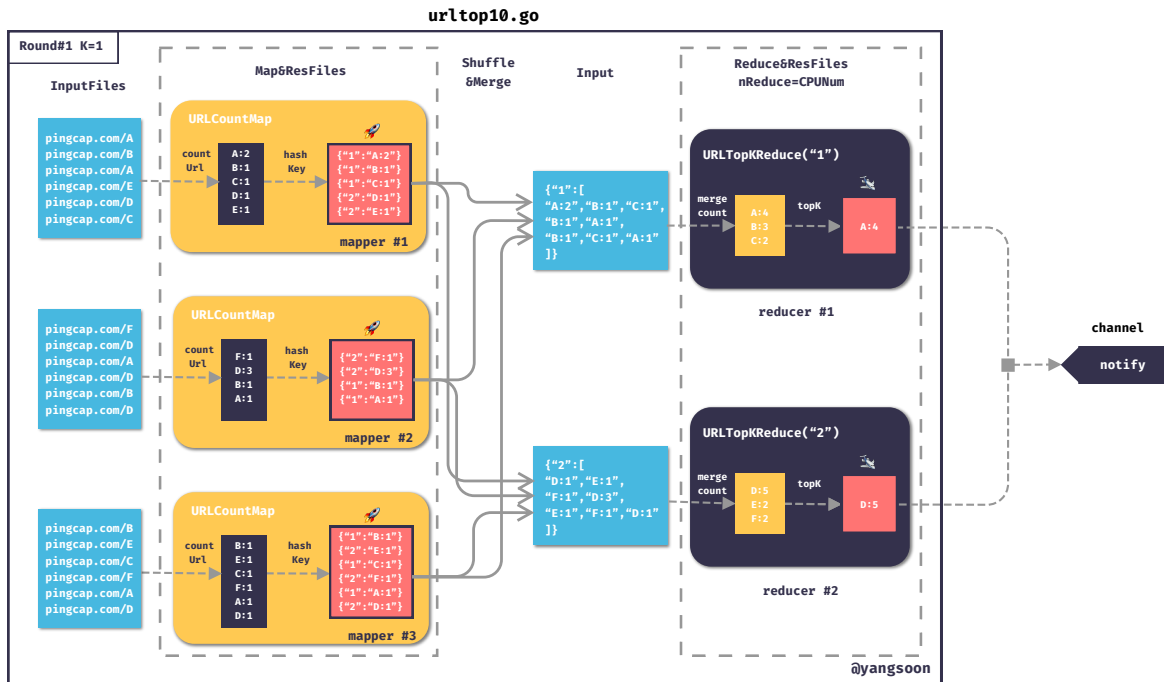 urltop10.go
Round#1 K=1
InputFiles
Map&ResFiles
Shuffle
&Merge
Input
Reduce&ResFiles
nReduce=CPUNum
pingcap.com/A
pingcap.com/B
pingcap.com/A
pingcap.com/E
pingcap.com/D
pingcap.com/C
URLCountMap
count
Url
A:2
B:1
C:1
D:1
E:1
hash
Key
{“1”:“A:2”}
{“1”:“B:1”}
{“1”:“C:1”}
{“2”:“D:1”}
{“2”:“E:1”}
mapper #1
pingcap.com/F
pingcap.com/D
pingcap.com/A
pingcap.com/D
pingcap.com/B
pingcap.com/D
URLCountMap
count
Url
F:1
D:3
B:1
A:1
hash
Key
{“2”:“F:1”}
{“2”:“D:3”}
{“1”:“B:1”}
{“1”:“A:1”}
mapper #2
pingcap.com/B
pingcap.com/E
pingcap.com/C
pingcap.com/F
pingcap.com/A
pingcap.com/D
URLCountMap
count
Url
B:1
E:1
C:1
F:1
A:1
D:1
hash
Key
{“1”:“B:1”}
{“2”:“E:1”}
{“1”:“C:1”}
{“2”:“F:1”}
{“1”:“A:1”}
{“2”:“D:1”}
mapper #3
{“1”:[
“A:2”,“B:1”,“C:1”,
“B:1”,“A:1”,
“B:1”,“C:1”,“A:1”
]}
{“2”:[
“D:1”,“E:1”,
“F:1”,“D:3”,
“E:1”,“F:1”,“D:1”
]}
URLTopKReduce(“1”)
merge
count
A:4
B:3
C:2
topK
A:4
reducer #1
URLTopKReduce(“2”)
merge
count
D:5
E:2
F:2
topK
D:5
reducer #2
channel
notify
@yangsoon